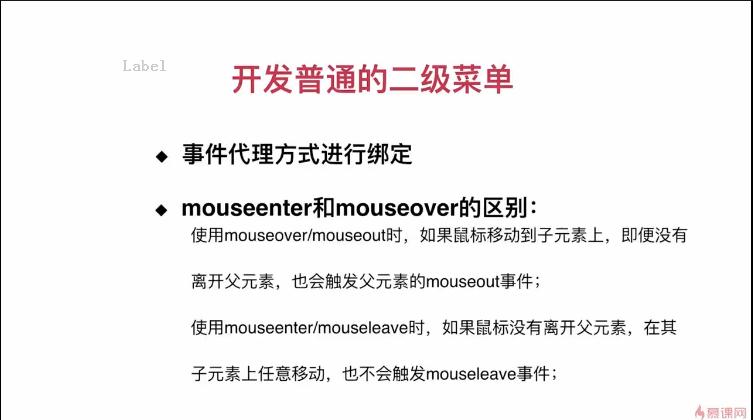 Label
开发普通的二级菜单
◆ 事件代理方式进行绑定
◆ mouseenter和mouseover的区别：
使用mouseover/mouseout时，如果鼠标移动到子元素上，即便没有
离开父元素，也会触发父元素的mouseout事件；
使用mouseenter/mouseleave时，如果鼠标没有离开父元素，在其
子元素上任意移动，也不会触发mouseleave事件；
慕课网